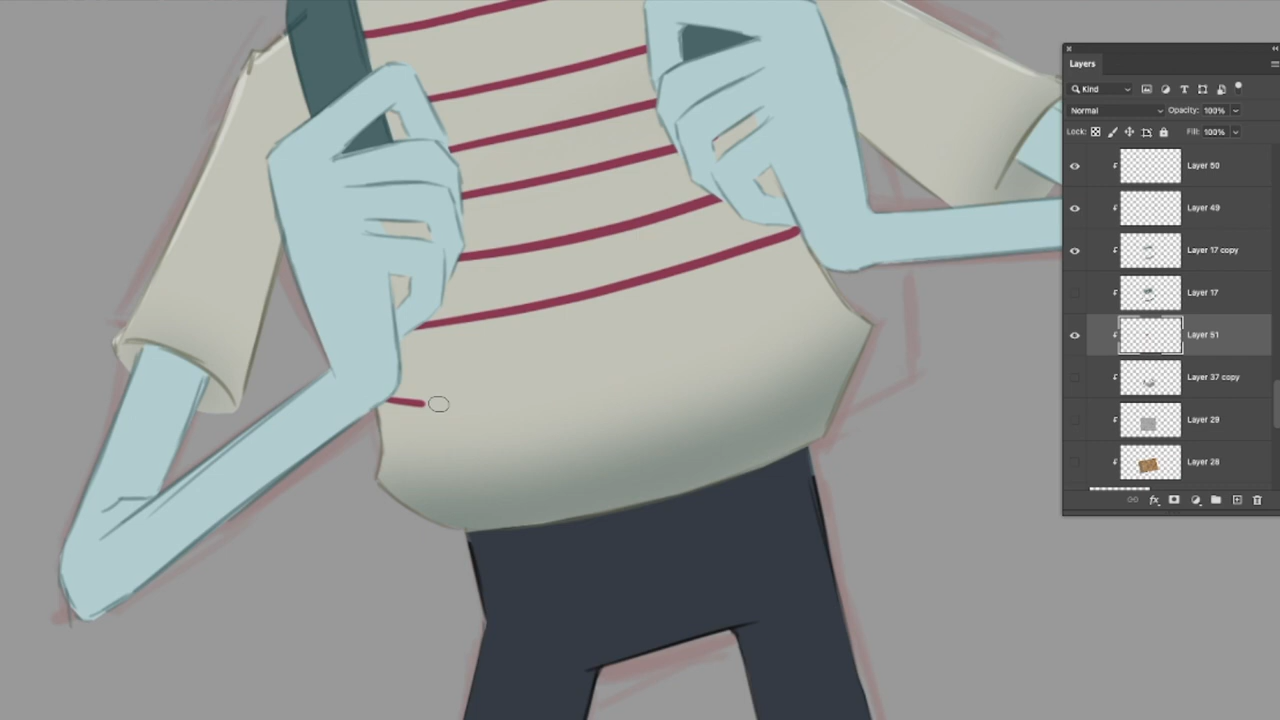 Layers
Kind
Normal Opacity: 100%
Lock: Fill: 100%
Layer 50
Layer 49
Layer 17 copy
Layer 17
Layer 51
Layer 37 copy
Layer 29
Layer 28
fx